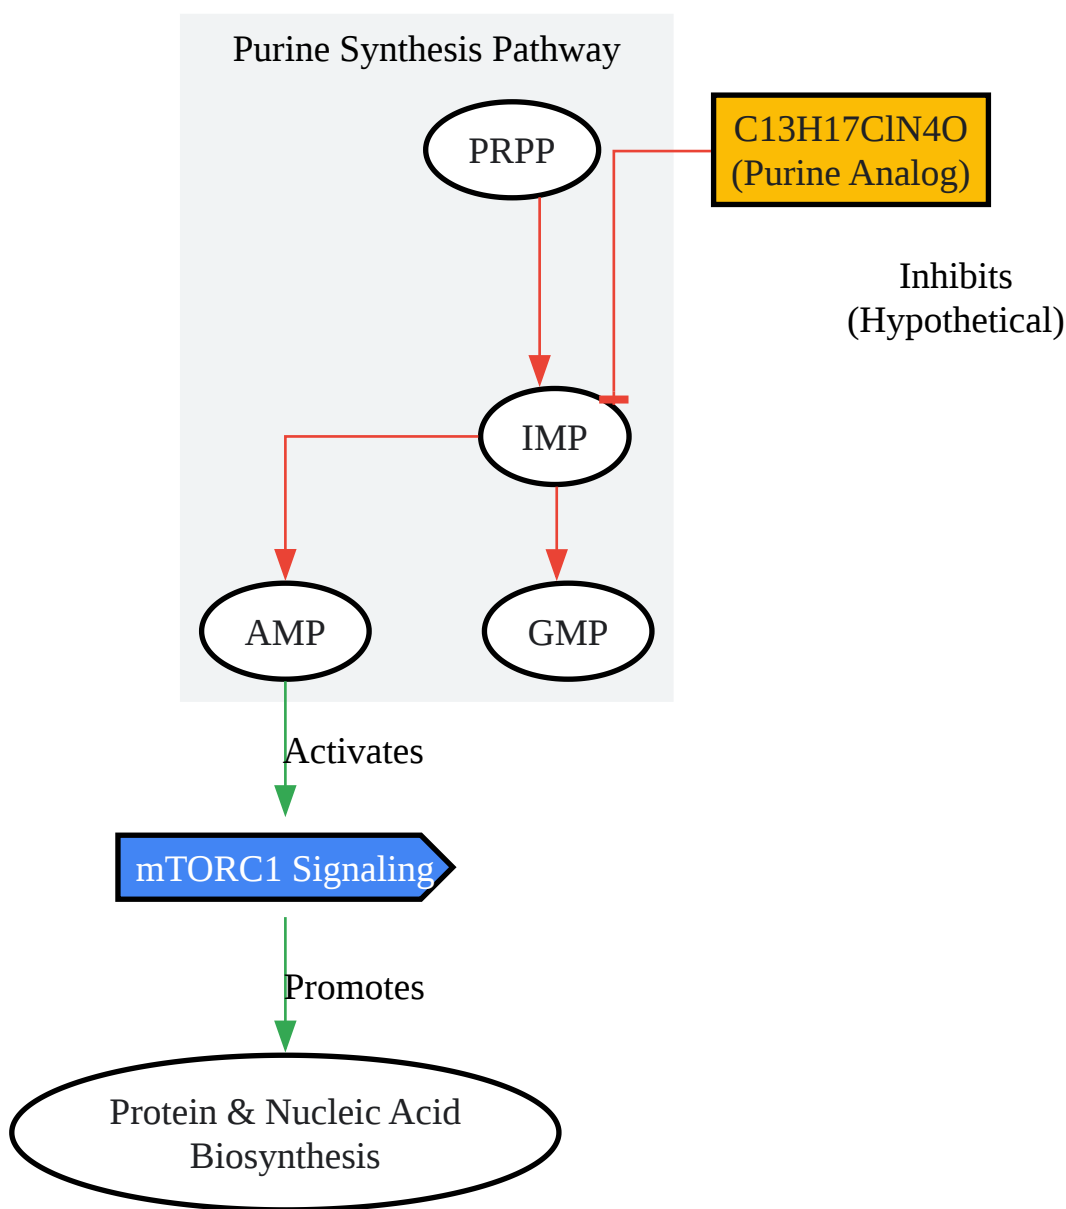 Purine Synthesis Pathway
PRPP
C13H17ClN4O
(Purine Analog)
Inhibits
(Hypothetical)
IMP
AMP
GMP
Activates
mTORC1 Signaling
Promotes
Protein & Nucleic Acid
Biosynthesis